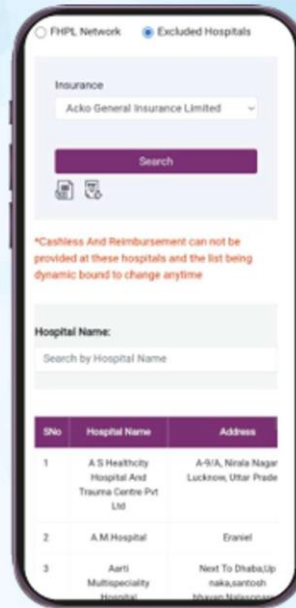 FHPL Network Excluded Hospitals
Insurance
Acko General Insurance Limited
Search
*Cashless And Reimbursement can not be
provided at these hospitals and the list being
dynamic bound to change anytime
Hospital Name:
Search by Hospital Name
SNo Hospital Name Address
1 A S Healthcity A-9/A, Nirala Nagar
Hospital And Lucknow, Uttar Prade
Trauma Centre Pvt
Ltd
2 A.M.Hospital Eraniel
3 Aarti Next To Dhaba,Up
Multispeciality naka,santosh
Hospital bhavan,Nalasopara